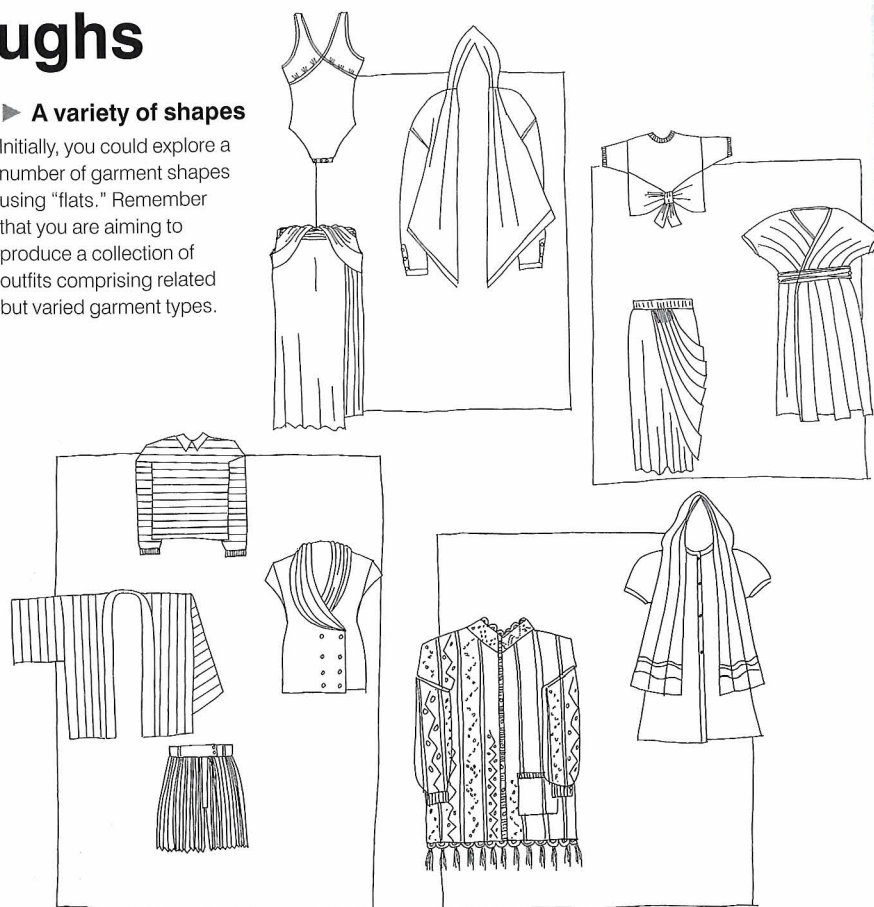 ughs
A variety of shapes
Initially, you could explore a
number of garment shapes
using “flats.” Remember
that you are aiming to
produce a collection of
outfits comprising related
but varied garment types.